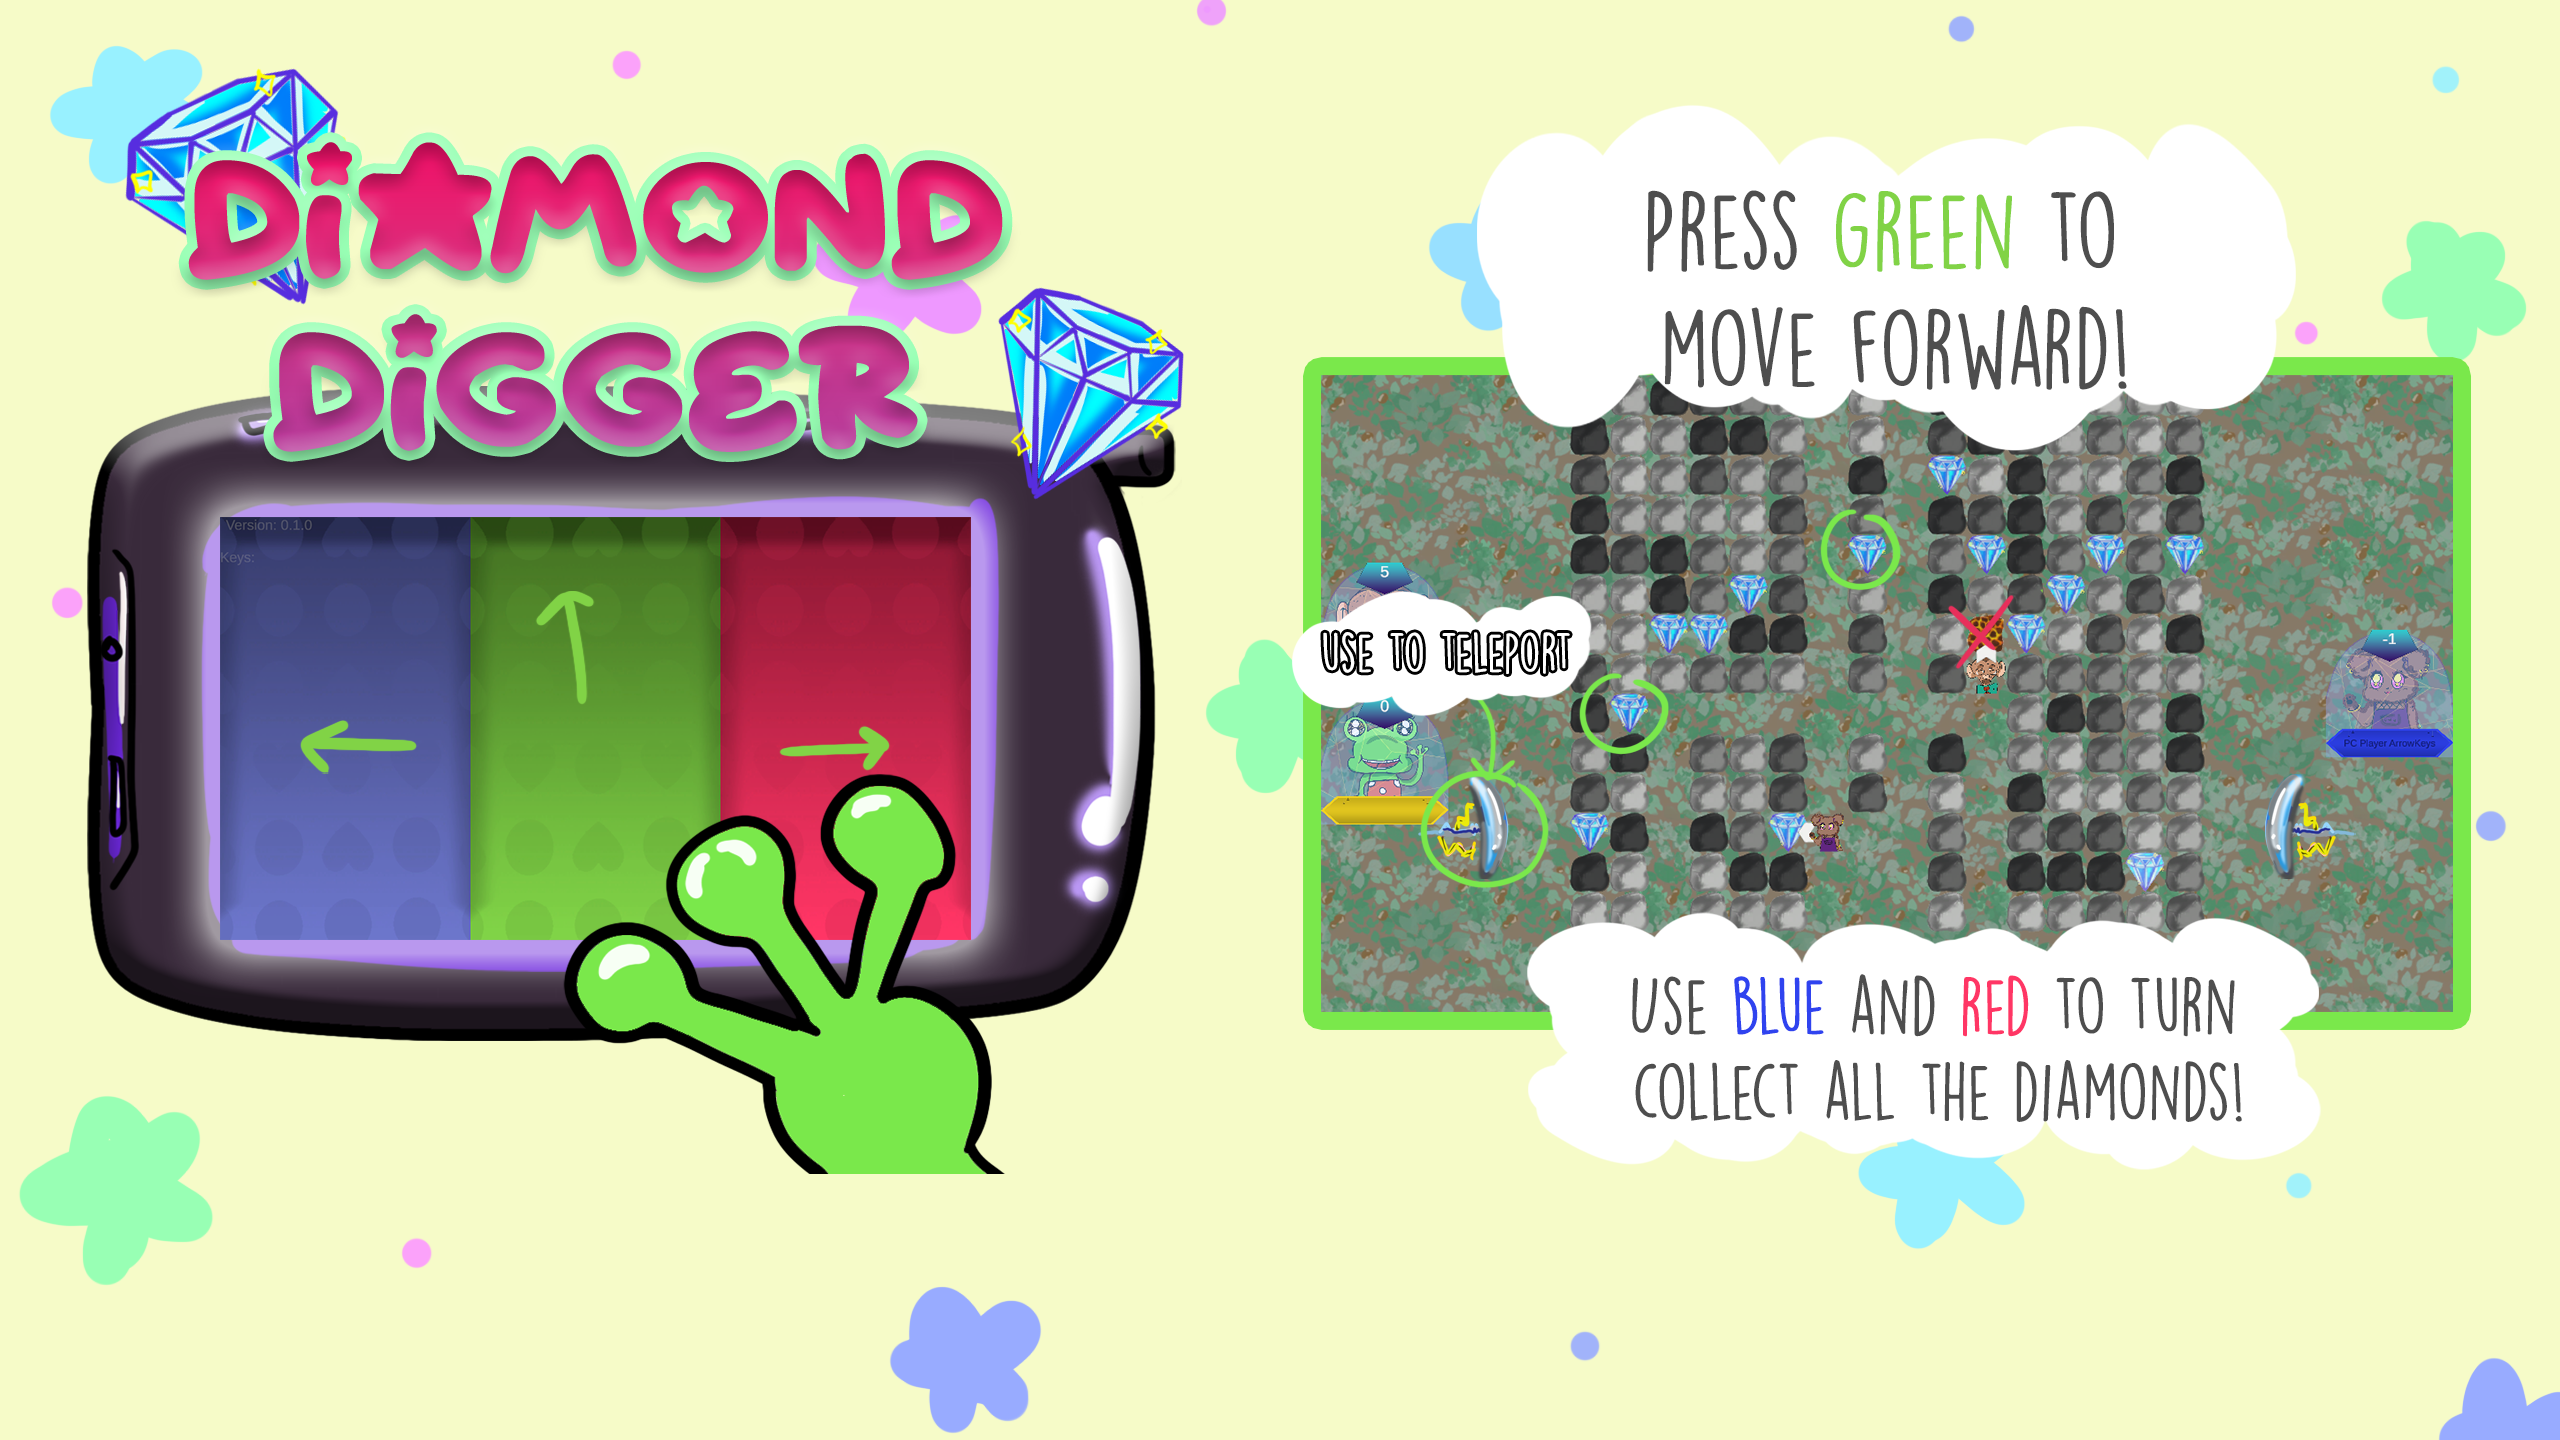 DiAMOND
DiGGER
Version: 0.1.0
Keys:
PRESS GREEN TO
MOVE FORWARD!
5
USE TO TELEPORT
0
-1
PC Player ArrowKeys
USE BLUE AND RED TO TURN
COLLECT ALL THE DIAMONDS!